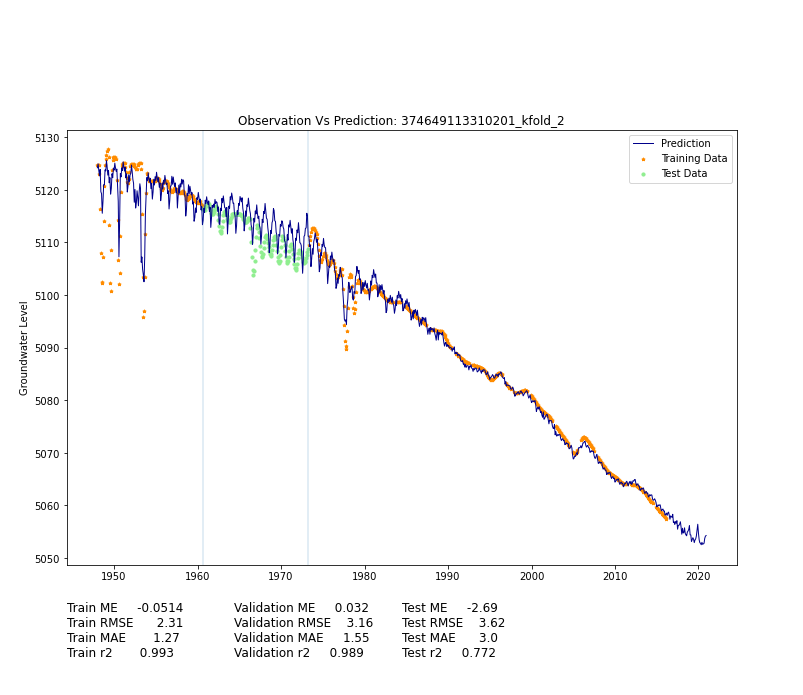 Observation Vs Prediction: 374649113310201_kfold_2
5130
5120
5110
5100
5090
5080
5070
5060
5050
Groundwater Level
Prediction
Training Data
Test Data
1950 1960 1970 1980 1990 2000 2010 2020
Train ME -0.0514 Validation ME 0.032 Test ME -2.69
Train RMSE 2.31 Validation RMSE 3.16 Test RMSE 3.62
Train MAE 1.27 Validation MAE 1.55 Test MAE 3.0
Train r2 0.993 Validation r2 0.989 Test r2 0.772